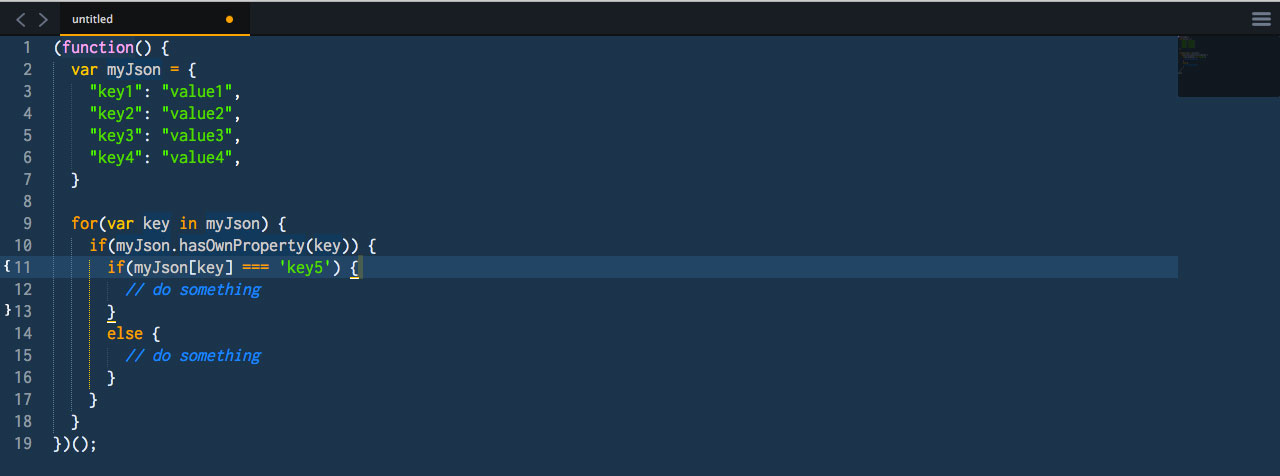 untitled
1 (function() {
2   var myJson = {
3     "key1": "value1",
4     "key2": "value2",
5     "key3": "value3",
6     "key4": "value4",
7   }
8
9   for(var key in myJson) {
10     if(myJson.hasOwnProperty(key)) {
{11       if(myJson[key] === 'key5') {
12         // do something
}13       }
14       else {
15         // do something
16       }
17     }
18   }
19 })();